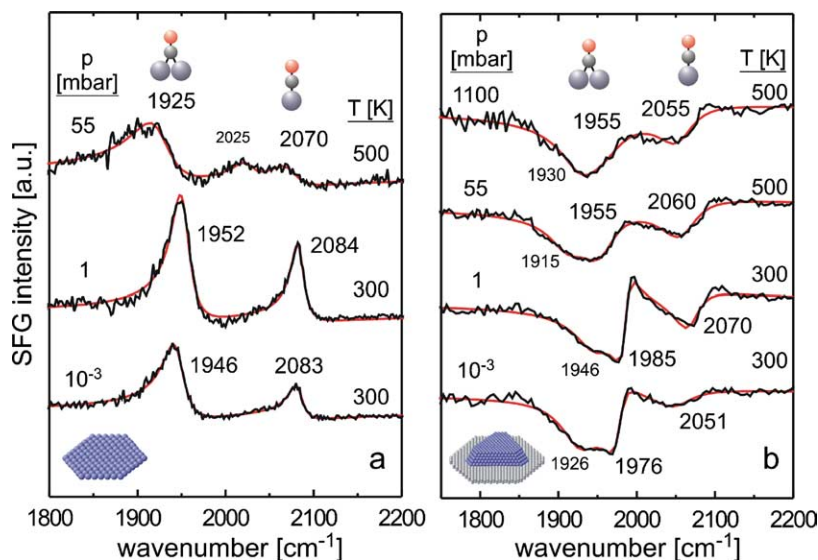 p
[mbar]
1925
T [K]
55
2025
2070
500
1
1952
2084
300
10-3
1946
2083
300
a
1800 1900 2000 2100 2200
wavenumber [cm-1]
SFG intensity [a.u.]
p
[mbar]
T [K]
1100
1955
2055
500
1930
55
1955
2060
500
1915
1
300
2070
1946
1985
10-3
300
2051
1926
1976
b
1800 1900 2000 2100 2200
wavenumber [cm-1]